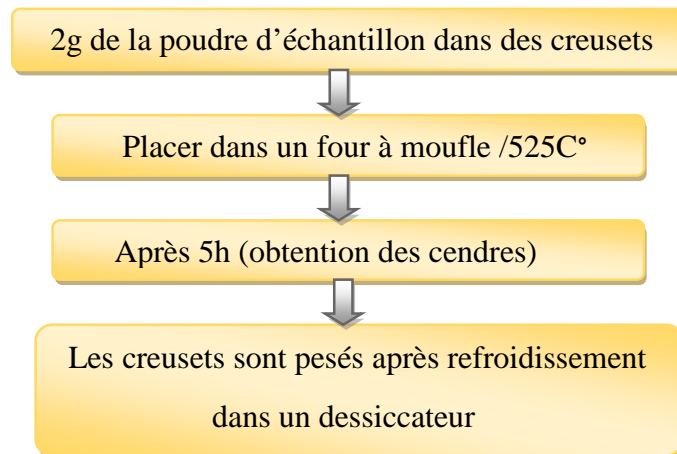 2g de la poudre d’échantillon dans des creusets
Placer dans un four à moufle /525C°
Après 5h (obtention des cendres)
Les creusets sont pesés après refroidissement
dans un dessiccateur